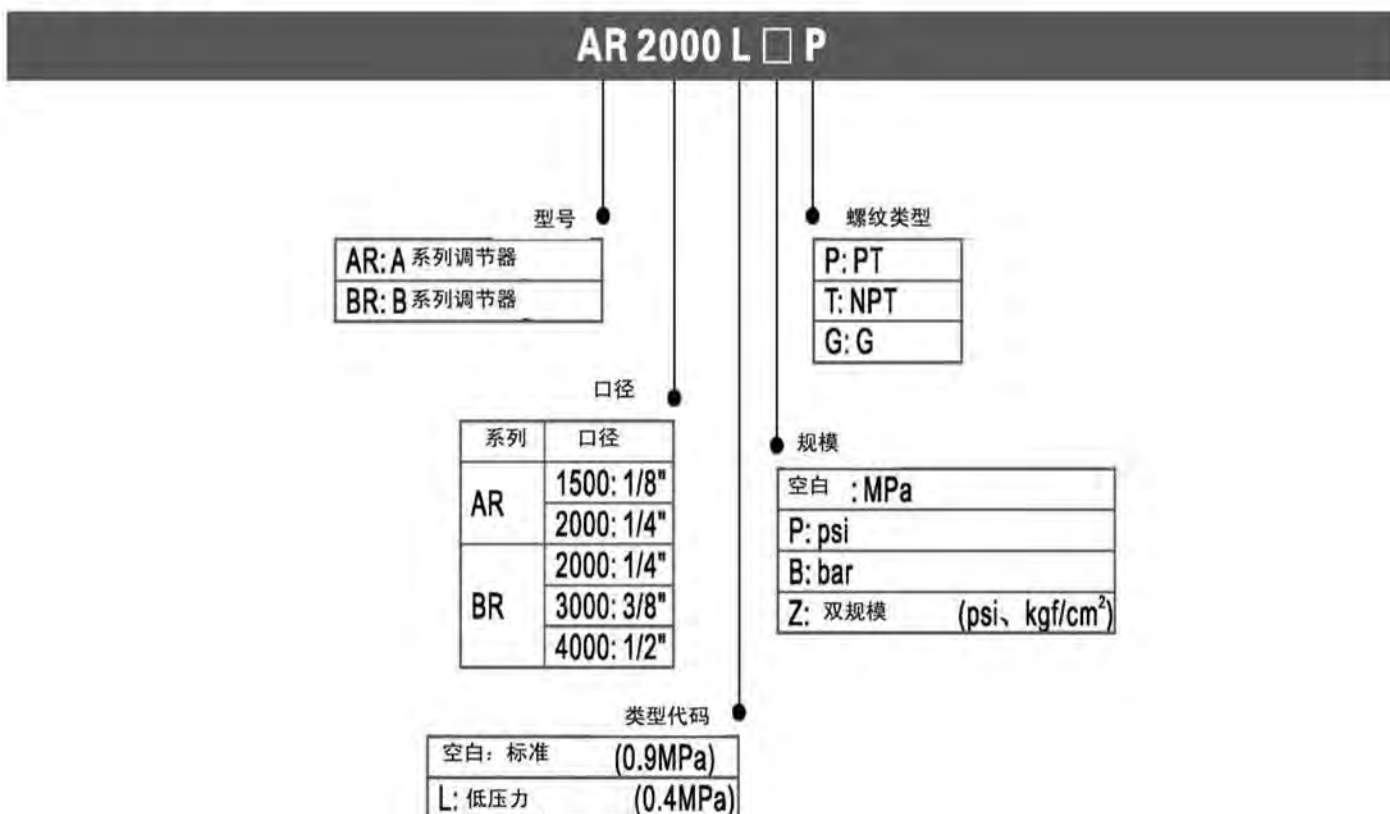 AR 2000 L □ P
型号
AR: A 系列调节器
BR: B 系列调节器
螺纹类型
P: PT
T: NPT
G: G
口径
系列 口径
AR
1500: 1/8"
2000: 1/4"
BR
2000: 1/4"
3000: 3/8"
4000: 1/2"
规模
空白 : MPa
P: psi
B: bar
Z: 双规模 (psi、kgf/cm²)
类型代码
空白：标准 (0.9MPa)
L: 低压力 (0.4MPa)